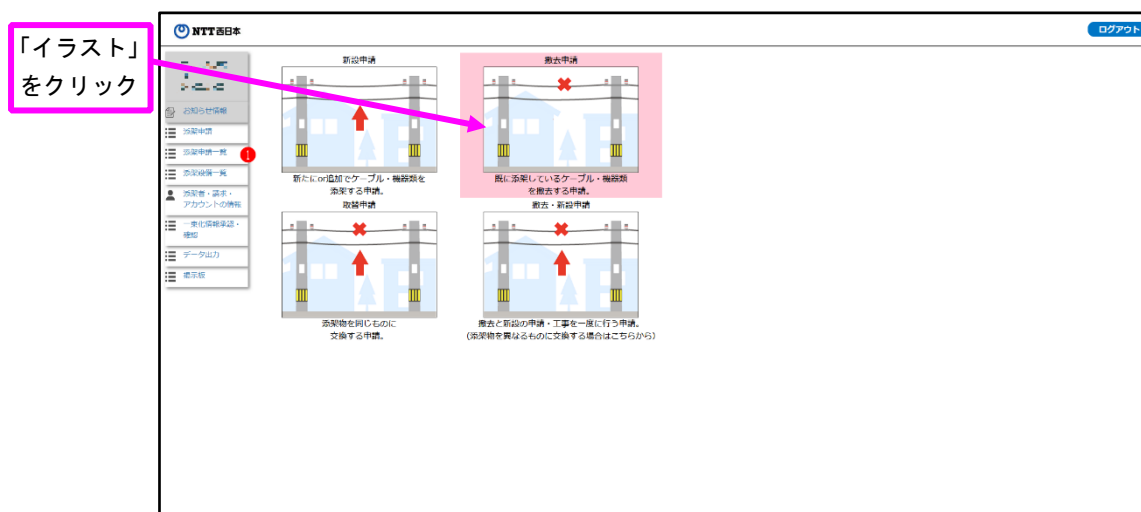 「イラスト」
をクリック
NTT西日本
ログアウト
お知らせ情報
添架申請
添架申請一覧
1
添架設備一覧
添架者・請求・
アカウントの情報
一束化情報承認・
確認
データ出力
掲示板
新設申請
新たにor追加でケーブル・機器類を
添架する申請。
撤去申請
既に添架しているケーブル・機器類
を撤去する申請。
取替申請
添架物を同じものに
交換する申請。
撤去・新設申請
撤去と新設の申請・工事を一度に行う申請。
(添架物を異なるものに交換する場合はこちらから)